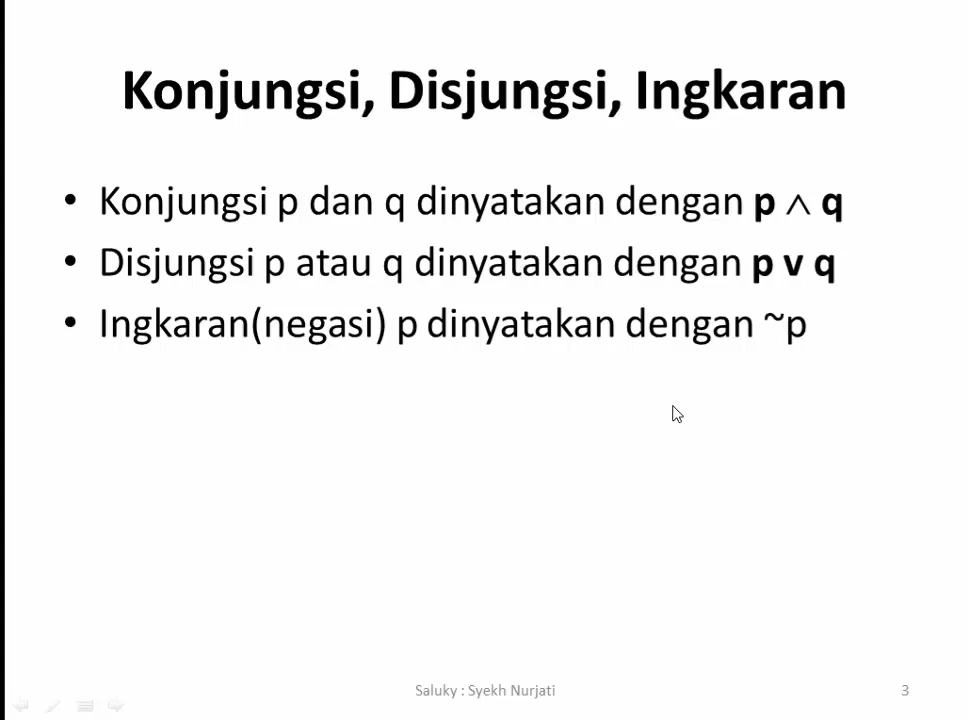 Konjungsi, Disjungsi, Ingkaran
• Konjungsi p dan q dinyatakan dengan p ∧ q
• Disjungsi p atau q dinyatakan dengan p v q
• Ingkaran(negasi) p dinyatakan dengan ~p
Saluky : Syekh Nurjati
3